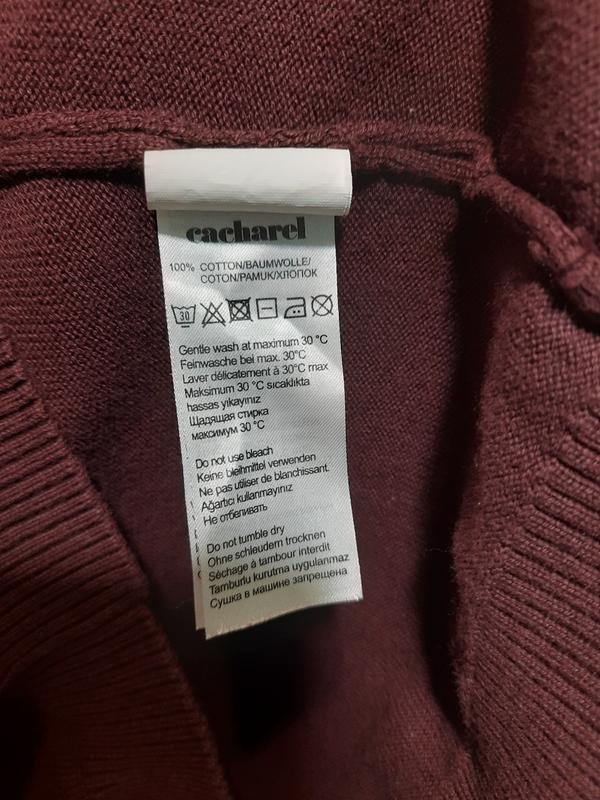 cacharel
100% COTTON/BAUMWOLLE/
COTON/PAMUK/ХЛОПОК
30
Gentle wash at maximum 30 °C
Feinwasche bei max. 30°C
Laver délicatement à 30°C max
Maksimum 30 °C sıcaklıkta
hassas yıkayınız
Щадящая стирка
максимум 30 °C
Do not use bleach
Keine bleihmittel verwenden
Ne pas utiliser de blanchissant.
Ağartıcı kullanmayınız
Не отбеливать
Do not tumble dry
Ohne schleudern trocknen
Séchage à tambour interdit
Tamburlu kurutma uygulanmaz
Сушка в машине запрещена